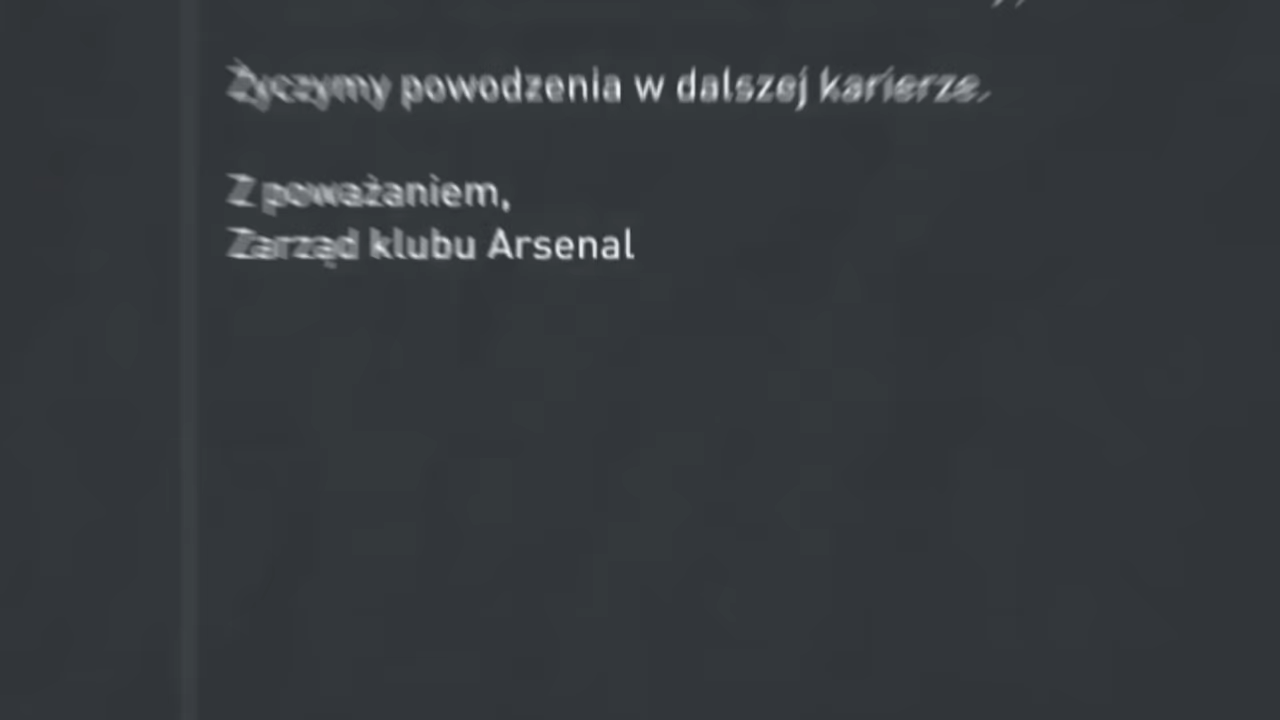 Życzymy powodzenia w dalszej karierze.
Z poważaniem,
Zarząd klubu Arsenal